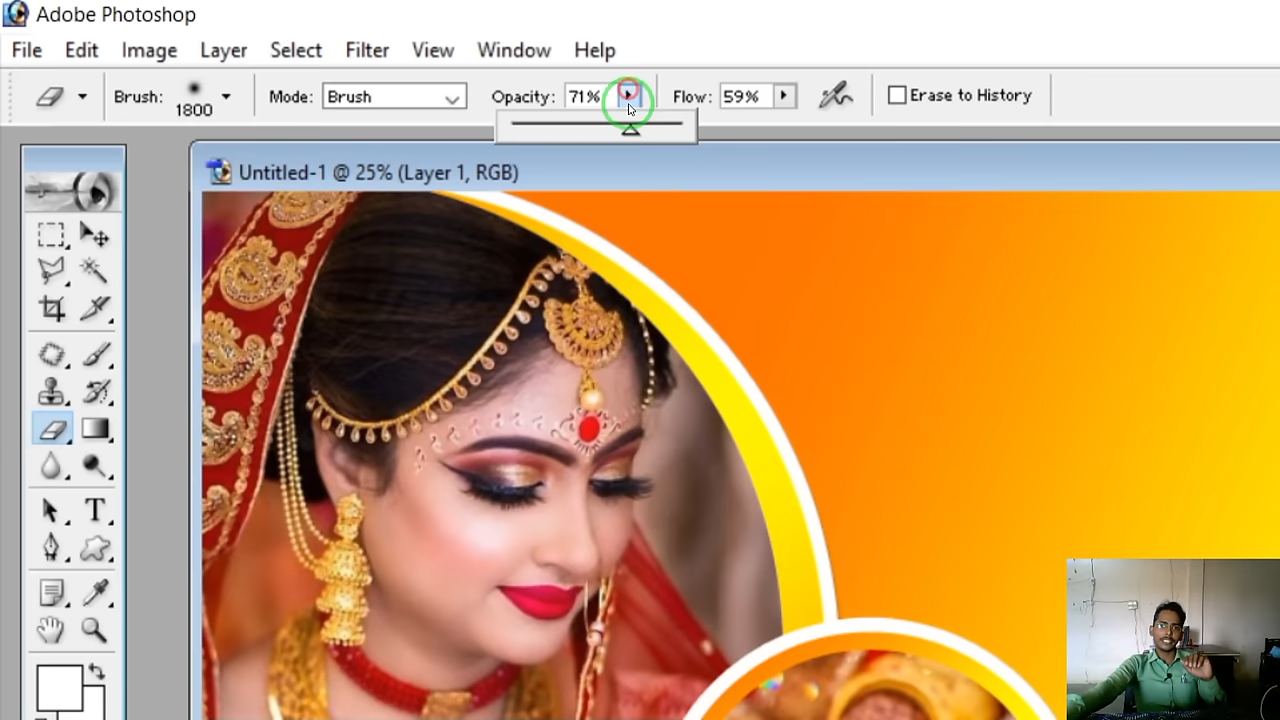 Adobe Photoshop
File Edit Image Layer Select Filter View Window Help
Brush: 1800 Mode: Brush Opacity: 71% Flow: 59% Erase to History
Untitled-1 @ 25% (Layer 1, RGB)
T